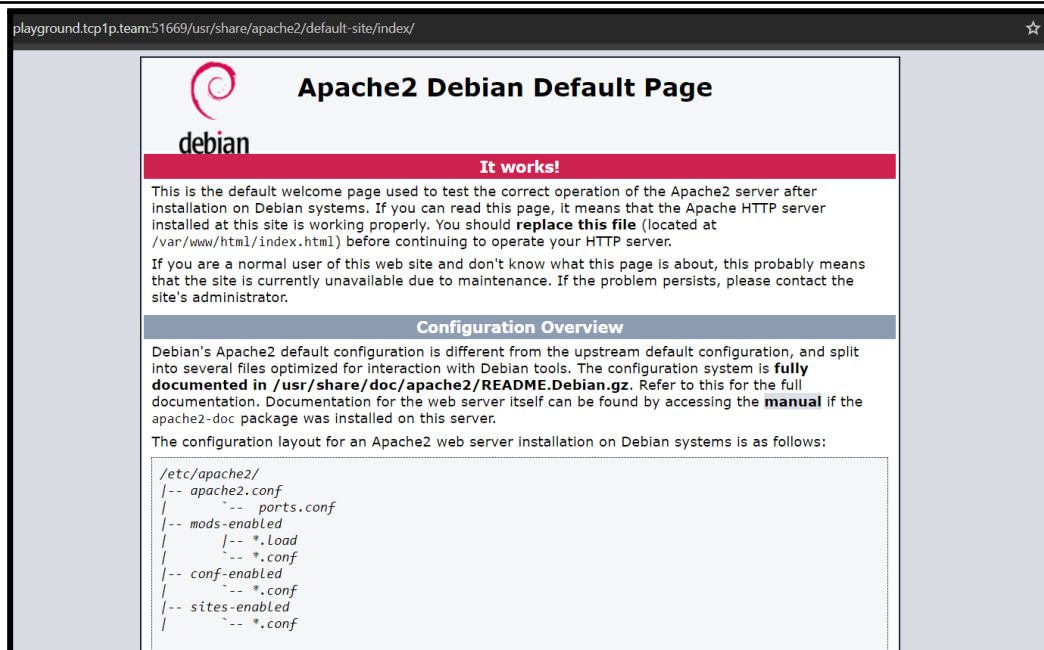 playground.tcp1p.team:51669/usr/share/apache2/default-site/index/
Apache2 Debian Default Page
debian
It works!
This is the default welcome page used to test the correct operation of the Apache2 server after
installation on Debian systems. If you can read this page, it means that the Apache HTTP server
installed at this site is working properly. You should replace this file (located at
/var/www/html/index.html) before continuing to operate your HTTP server.
If you are a normal user of this web site and don't know what this page is about, this probably means
that the site is currently unavailable due to maintenance. If the problem persists, please contact the
site's administrator.
Configuration Overview
Debian's Apache2 default configuration is different from the upstream default configuration, and split
into several files optimized for interaction with Debian tools. The configuration system is fully
documented in /usr/share/doc/apache2/README.Debian.gz. Refer to this for the full
documentation. Documentation for the web server itself can be found by accessing the manual if the
apache2-doc package was installed on this server.
The configuration layout for an Apache2 web server installation on Debian systems is as follows:
/etc/apache2/
|-- apache2.conf
|       `--  ports.conf
|-- mods-enabled
|       |-- *.load
|       `-- *.conf
|-- conf-enabled
|       `-- *.conf
|-- sites-enabled
|       `-- *.conf